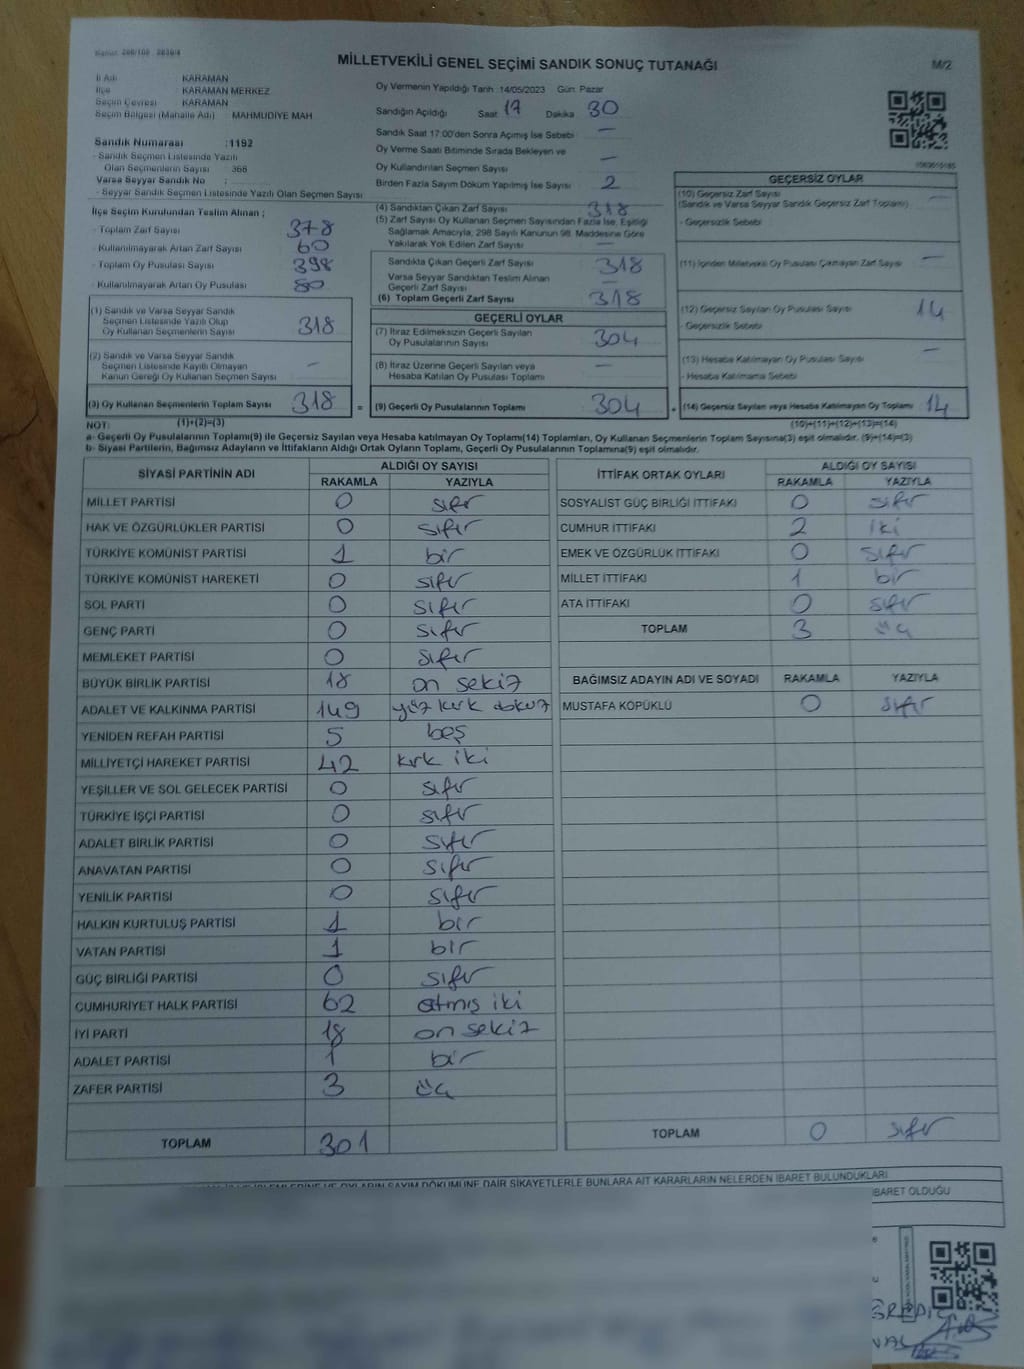 MİLLETVEKİLİ GENEL SEÇİMİ SANDIK SONUÇ TUTANAĞI
M/2
İl Adı : KARAMAN
İlçe : KARAMAN MERKEZ
Seçim Çevresi : KARAMAN
Seçim Bölgesi (Mahalle Adı) : MAHMUDİYE MAH
Sandık Numarası :1192
- Sandık Seçmen Listesinde Yazılı
Olan Seçmenlerin Sayısı 366
Varsa Seyyar Sandık No :
- Seyyar Sandık Seçmen Listesinde Yazılı Olan Seçmen Sayısı
İlçe Seçim Kurulundan Teslim Alınan ;
- Toplam Zarf Sayısı 378
- Kullanılmayarak Artan Zarf Sayısı 60
- Toplam Oy Pusulası Sayısı 398
- Kullanılmayarak Artan Oy Pusulası 80
(1) Sandık ve Varsa Seyyar Sandık
Seçmen Listesinde Yazılı Olup
Oy Kullanan Seçmenlerin Sayısı 318
(2) Sandık ve Varsa Seyyar Sandık
Seçmen Listesinde Kayıtlı Olmayan
Kanun Gereği Oy Kullanan Seçmen Sayısı -
(3) Oy Kullanan Seçmenlerin Toplam Sayısı 318
(1)+(2)=(3)
Oy Vermenin Yapıldığı Tarih :14/05/2023 Gün: Pazar
Sandığın Açıldığı Saat 17 Dakika 30
Sandık Saat 17:00'den Sonra Açımış İse Sebebi -
Oy Verme Saati Bitiminde Sırada Bekleyen ve
Oy Kullandırılan Seçmen Sayısı -
Birden Fazla Sayım Döküm Yapılmış İse Sayısı 2
(4) Sandıktan Çıkan Zarf Sayısı 318
(5) Zarf Sayısı Oy Kullanan Seçmen Sayısından Fazla İse, Eşitliği
Sağlamak Amacıyla, 298 Sayılı Kanunun 98. Maddesine Göre
Yakılarak Yok Edilen Zarf Sayısı -
Sandıkta Çıkan Geçerli Zarf Sayısı 318
Varsa Seyyar Sandıktan Teslim Alınan
Geçerli Zarf Sayısı -
(6) Toplam Geçerli Zarf Sayısı 318
GEÇERLİ OYLAR
(7) İtiraz Edilmeksizin Geçerli Sayılan
Oy Pusulalarının Sayısı 304
(8) İtiraz Üzerine Geçerli Sayılan veya
Hesaba Katılan Oy Pusulası Toplamı -
= (9) Geçerli Oy Pusulalarının Toplamı 304
GEÇERSİZ OYLAR
(10) Geçersiz Zarf Sayısı -
(Sandık ve Varsa Seyyar Sandık Geçersiz Zarf Toplamı)
- Geçersizlik Sebebi
(11) İçinden Milletvekili Oy Pusulası Çıkmayan Zarf Sayısı -
(12) Geçersiz Sayılan Oy Pusulası Sayısı 14
- Geçersizlik Sebebi
(13) Hesaba Katılmayan Oy Pusulası Sayısı -
- Hesaba Katılmama Sebebi
+ (14) Geçersiz Sayılan veya Hesaba Katılmayan Oy Toplamı 14
(10)+(11)+(12)+(13)=(14)
NOT:
a- Geçerli Oy Pusulalarının Toplamı(9) ile Geçersiz Sayılan veya Hesaba katılmayan Oy Toplamı(14) Toplamları, Oy Kullanan Seçmenlerin Toplam Sayısına(3) eşit olmalıdır. (9)+(14)=(3)
b- Siyasi Partilerin, Bağımsız Adayların ve İttifakların Aldığı Ortak Oyların Toplamı, Geçerli Oy Pusulalarının Toplamına(9) eşit olmalıdır.
SİYASİ PARTİNİN ADI ALDIĞI OY SAYISI
RAKAMLA YAZIYLA
MİLLET PARTİSİ 0 sıfır
HAK VE ÖZGÜRLÜKLER PARTİSİ 0 sıfır
TÜRKİYE KOMÜNİST PARTİSİ 1 bir
TÜRKİYE KOMÜNİST HAREKETİ 0 sıfır
SOL PARTİ 0 sıfır
GENÇ PARTİ 0 sıfır
MEMLEKET PARTİSİ 0 sıfır
BÜYÜK BİRLİK PARTİSİ 18 on sekiz
ADALET VE KALKINMA PARTİSİ 149 yüz kırk dokuz
YENİDEN REFAH PARTİSİ 5 beş
MİLLİYETÇİ HAREKET PARTİSİ 42 kırk iki
YEŞİLLER VE SOL GELECEK PARTİSİ 0 sıfır
TÜRKİYE İŞÇİ PARTİSİ 0 sıfır
ADALET BİRLİK PARTİSİ 0 sıfır
ANAVATAN PARTİSİ 0 sıfır
YENİLİK PARTİSİ 0 sıfır
HALKIN KURTULUŞ PARTİSİ 1 bir
VATAN PARTİSİ 1 bir
GÜÇ BİRLİĞİ PARTİSİ 0 sıfır
CUMHURİYET HALK PARTİSİ 62 atmış iki
İYİ PARTİ 18 on sekiz
ADALET PARTİSİ 1 bir
ZAFER PARTİSİ 3 üç
TOPLAM 301
İTTİFAK ORTAK OYLARI ALDIĞI OY SAYISI
RAKAMLA YAZIYLA
SOSYALİST GÜÇ BİRLİĞİ İTTİFAKI 0 sıfır
CUMHUR İTTİFAKI 2 iki
EMEK VE ÖZGÜRLÜK İTTİFAKI 0 sıfır
MİLLET İTTİFAKI 1 bir
ATA İTTİFAKI 0 sıfır
TOPLAM 3 üç
BAĞIMSIZ ADAYIN ADI VE SOYADI RAKAMLA YAZIYLA
MUSTAFA KÖPÜKLÜ 0 sıfır
TOPLAM 0 sıfır
DAİR ŞİKAYETLERLE BUNLARA AİT KARARLARIN NELERDEN İBARET BULUNDUKLARI
İBARET OLDUĞU